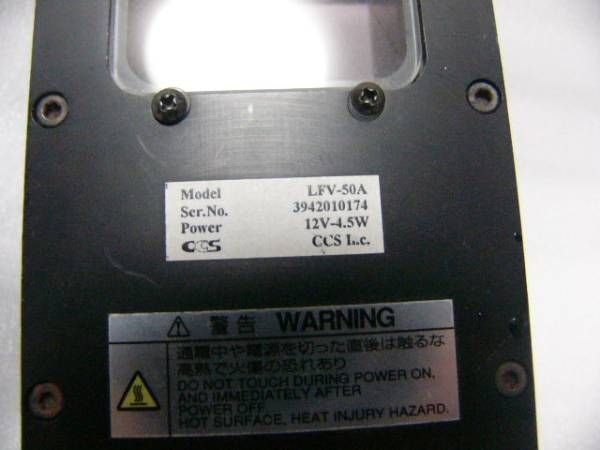 Model LFV-50A
Ser.No. 3942010174
Power 12V-4.5W
CCS CCS Inc.
警告 WARNING
通電中や電源を切った直後は触るな
高熱で火傷の恐れあり
DO NOT TOUCH DURING POWER ON,
AND IMMEDIATELY AFTER
POWER OFF.
HOT SURFACE, HEAT INJURY HAZARD.